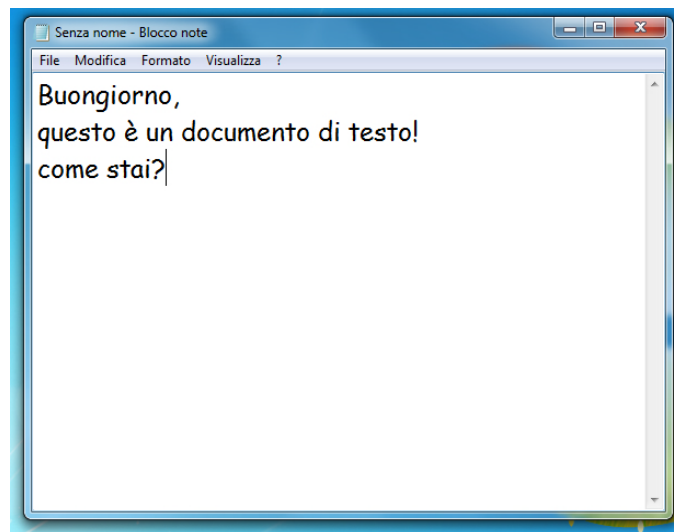 Senza nome - Blocco note
File Modifica Formato Visualizza ?
Buongiorno,
questo è un documento di testo!
come stai?